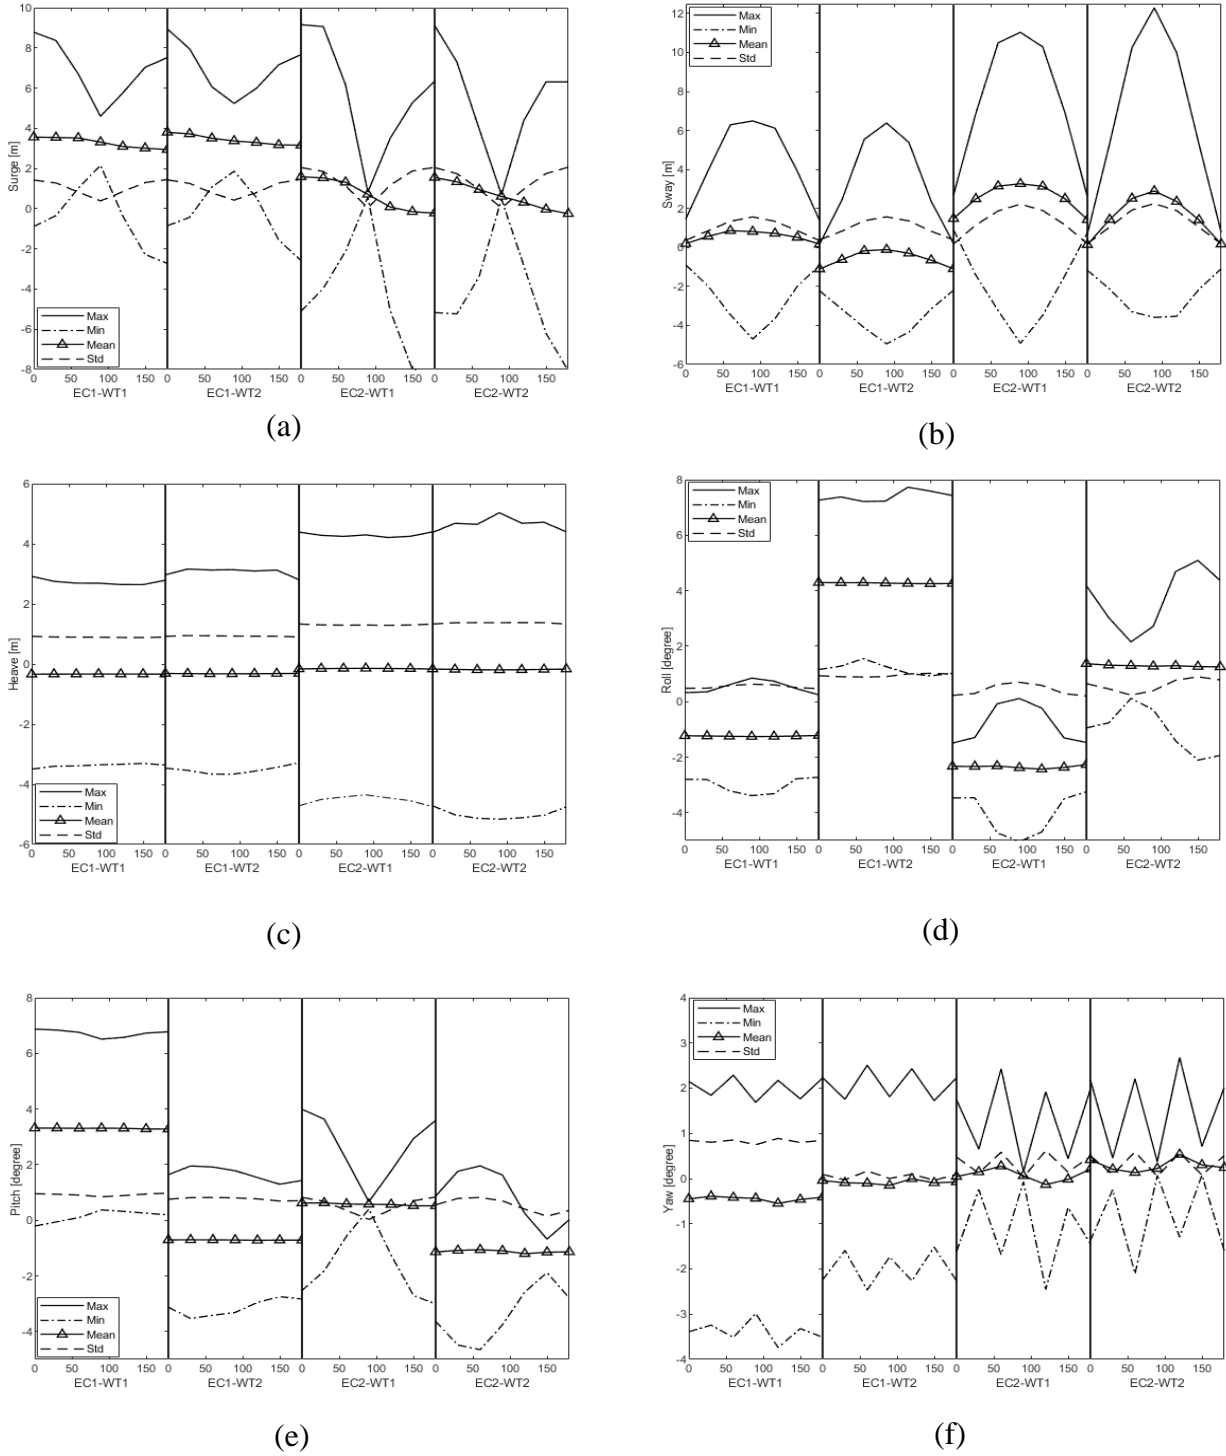 10
8
6
4
2
0
-2
-4
-6
-8
Surge [m]
Max
Min
Mean
Std
0 50 100 150 0 50 100 150 0 50 100 150 0 50 100 150
EC1-WT1 EC1-WT2 EC2-WT1 EC2-WT2
(a)
12
10
8
6
4
2
0
-2
-4
-6
Sway [m]
Max
Min
Mean
Std
0 50 100 150 0 50 100 150 0 50 100 150 0 50 100 150
EC1-WT1 EC1-WT2 EC2-WT1 EC2-WT2
(b)
6
4
2
0
-2
-4
-6
Heave [m]
Max
Min
Mean
Std
0 50 100 150 0 50 100 150 0 50 100 150 0 50 100 150
EC1-WT1 EC1-WT2 EC2-WT1 EC2-WT2
(c)
8
6
4
2
0
-2
-4
Roll [degree]
Max
Min
Mean
Std
0 50 100 150 0 50 100 150 0 50 100 150 0 50 100 150
EC1-WT1 EC1-WT2 EC2-WT1 EC2-WT2
(d)
8
6
4
2
0
-2
-4
Pitch [degree]
Max
Min
Mean
Std
0 50 100 150 0 50 100 150 0 50 100 150 0 50 100 150
EC1-WT1 EC1-WT2 EC2-WT1 EC2-WT2
(e)
4
3
2
1
0
-1
-2
-3
-4
Yaw [degree]
Max
Min
Mean
Std
0 50 100 150 0 50 100 150 0 50 100 150 0 50 100 150
EC1-WT1 EC1-WT2 EC2-WT1 EC2-WT2
(f)